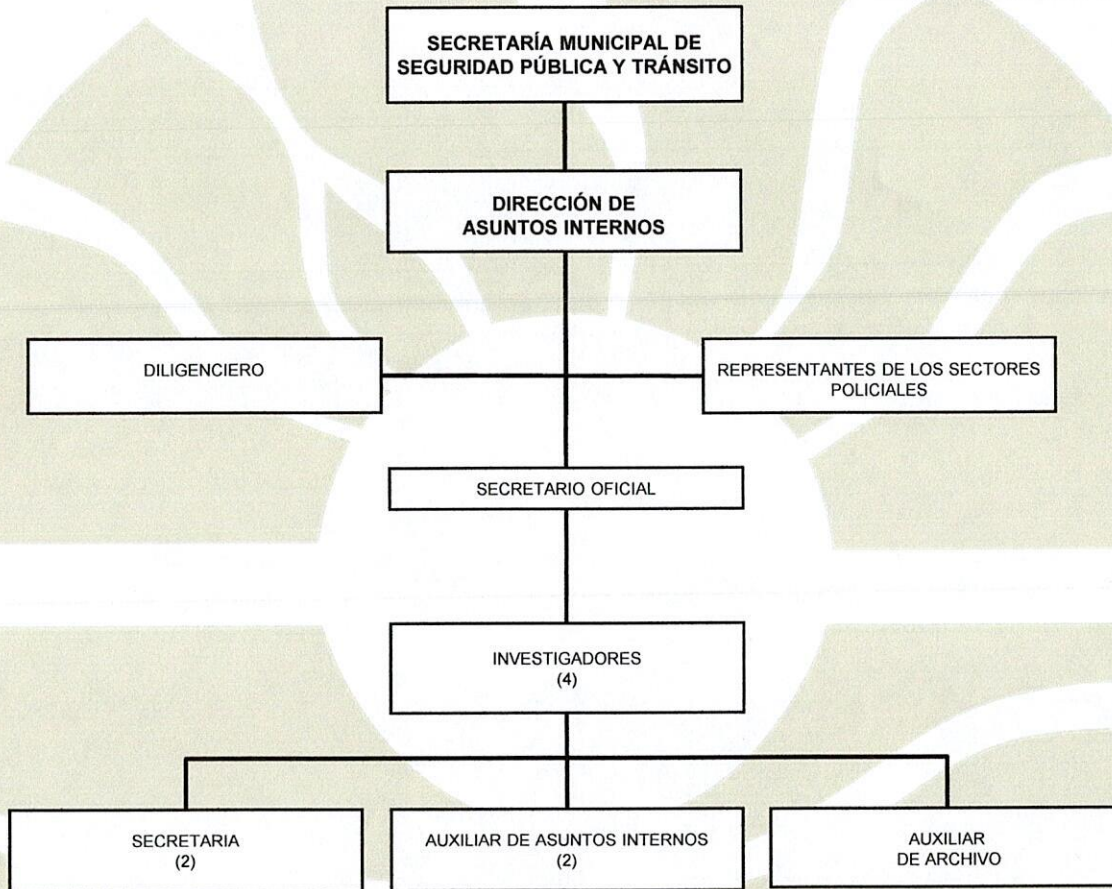 SECRETARÍA MUNICIPAL DE
SEGURIDAD PÚBLICA Y TRÁNSITO
DIRECCIÓN DE
ASUNTOS INTERNOS
DILIGENCIERO
REPRESENTANTES DE LOS SECTORES
POLICIALES
SECRETARIO OFICIAL
INVESTIGADORES
(4)
SECRETARIA
(2)
AUXILIAR DE ASUNTOS INTERNOS
(2)
AUXILIAR
DE ARCHIVO